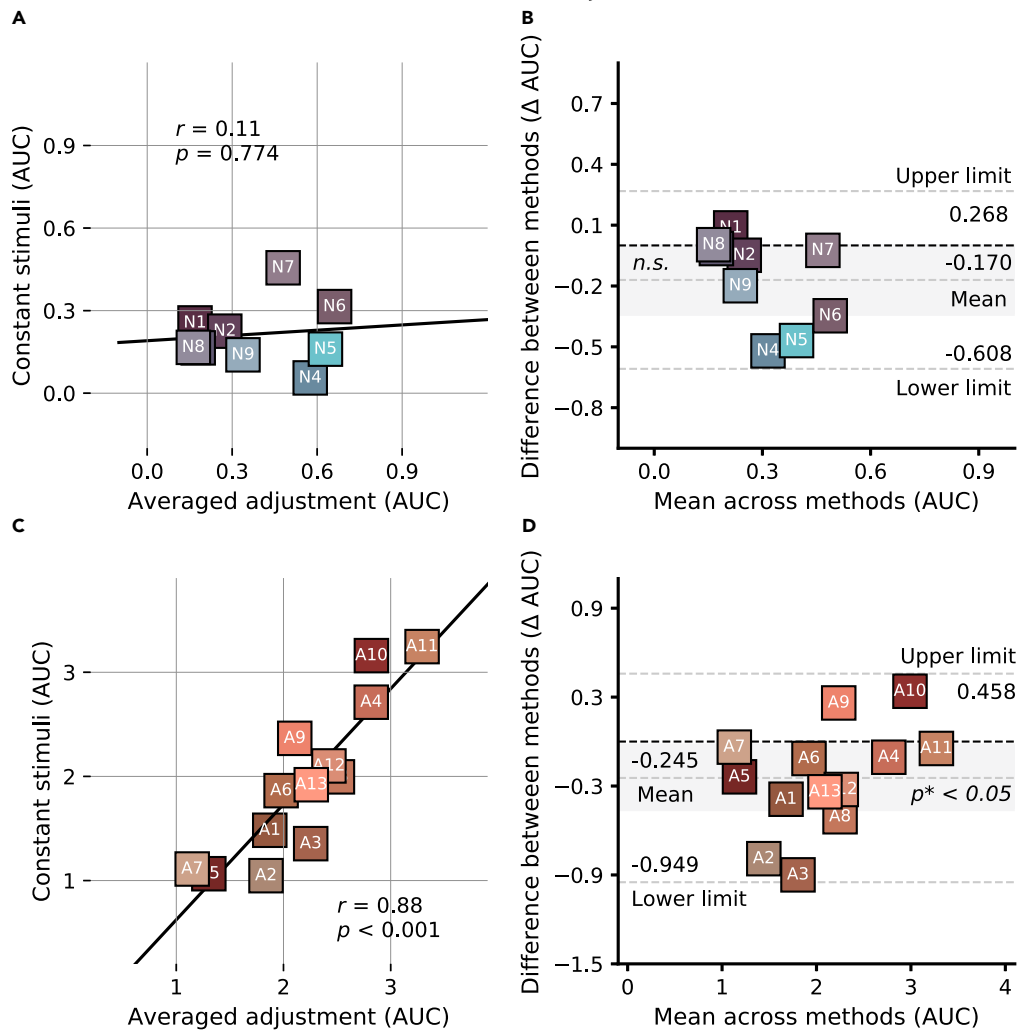 A
Constant stimuli (AUC)
0.9
0.6
0.3
0.0
r = 0.11
p = 0.774
N7
N6
N1
N2
N8
N9
N5
N4
0.0 0.3 0.6 0.9
Averaged adjustment (AUC)
B
Difference betweeen methods (Δ AUC)
0.7
0.4
0.1
−0.2
−0.5
−0.8
Upper limit
0.268
N1
N8
N2
N7
n.s.
-0.170
N9
Mean
N6
N5
N4
-0.608
Lower limit
0.0 0.3 0.6 0.9
Mean across methods (AUC)
C
Constant stimuli (AUC)
3
2
1
A10
A11
A4
A9
A12
A13
A6
A1
A3
A7
5
A2
r = 0.88
p < 0.001
1 2 3
Averaged adjustment (AUC)
D
Difference betweeen methods (Δ AUC)
0.9
0.3
−0.3
−0.9
−1.5
Upper limit
0.458
A10
A9
A7
A11
A6
A4
-0.245
A5
Mean
A13
12
p* < 0.05
A1
A8
A2
-0.949
A3
Lower limit
0 1 2 3 4
Mean across methods (AUC)